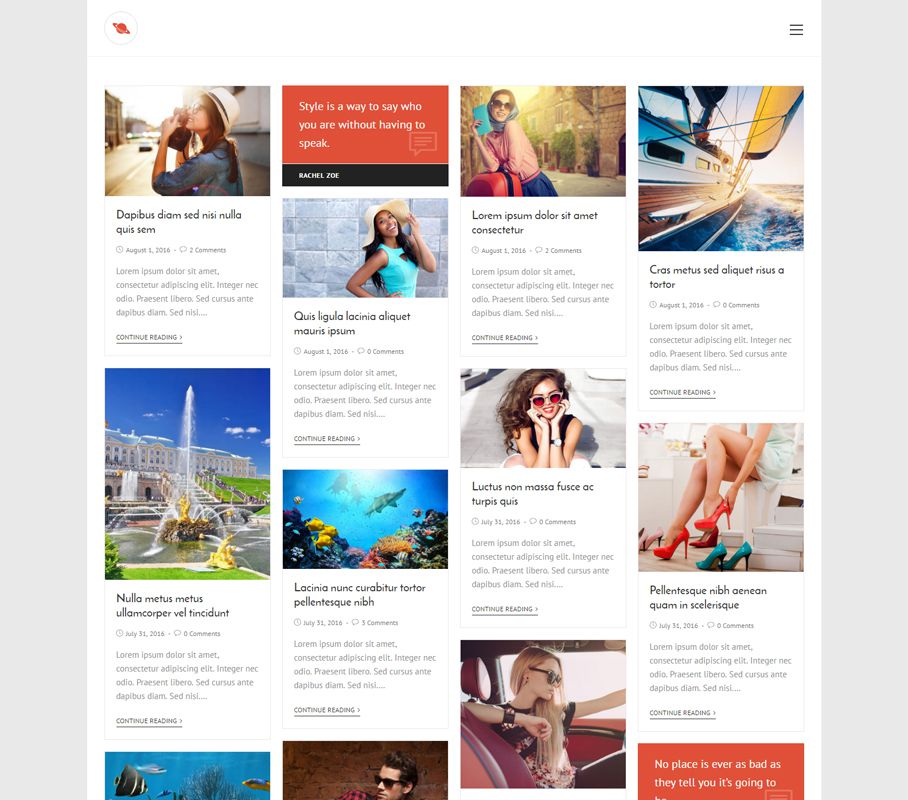 Dapibus diam sed nisi nulla
quis sem
August 1, 2016 - 2 Comments
Lorem ipsum dolor sit amet,
consectetur adipiscing elit. Integer nec
odio. Praesent libero. Sed cursus ante
dapibus diam. Sed nisi....
CONTINUE READING >
Nulla metus metus
ullamcorper vel tincidunt
July 31, 2016 - 0 Comments
Lorem ipsum dolor sit amet,
consectetur adipiscing elit. Integer nec
odio. Praesent libero. Sed cursus ante
dapibus diam. Sed nisi....
CONTINUE READING >
Style is a way to say who
you are without having to
speak.
RACHEL ZOE
Quis ligula lacinia aliquet
mauris ipsum
August 1, 2016 - 0 Comments
Lorem ipsum dolor sit amet,
consectetur adipiscing elit. Integer nec
odio. Praesent libero. Sed cursus ante
dapibus diam. Sed nisi....
CONTINUE READING >
Lacinia nunc curabitur tortor
pellentesque nibh
July 31, 2016 - 3 Comments
Lorem ipsum dolor sit amet,
consectetur adipiscing elit. Integer nec
odio. Praesent libero. Sed cursus ante
dapibus diam. Sed nisi....
CONTINUE READING >
Lorem ipsum dolor sit amet
consectetur
August 1, 2016 - 2 Comments
Lorem ipsum dolor sit amet,
consectetur adipiscing elit. Integer nec
odio. Praesent libero. Sed cursus ante
dapibus diam. Sed nisi....
CONTINUE READING >
Luctus non massa fusce ac
turpis quis
July 31, 2016 - 0 Comments
Lorem ipsum dolor sit amet,
consectetur adipiscing elit. Integer nec
odio. Praesent libero. Sed cursus ante
dapibus diam. Sed nisi....
CONTINUE READING >
Cras metus sed aliquet risus a
tortor
August 1, 2016 - 0 Comments
Lorem ipsum dolor sit amet,
consectetur adipiscing elit. Integer nec
odio. Praesent libero. Sed cursus ante
dapibus diam. Sed nisi....
CONTINUE READING >
Pellentesque nibh aenean
quam in scelerisque
July 31, 2016 - 0 Comments
Lorem ipsum dolor sit amet,
consectetur adipiscing elit. Integer nec
odio. Praesent libero. Sed cursus ante
dapibus diam. Sed nisi....
CONTINUE READING >
No place is ever as bad as
they tell you it's going to